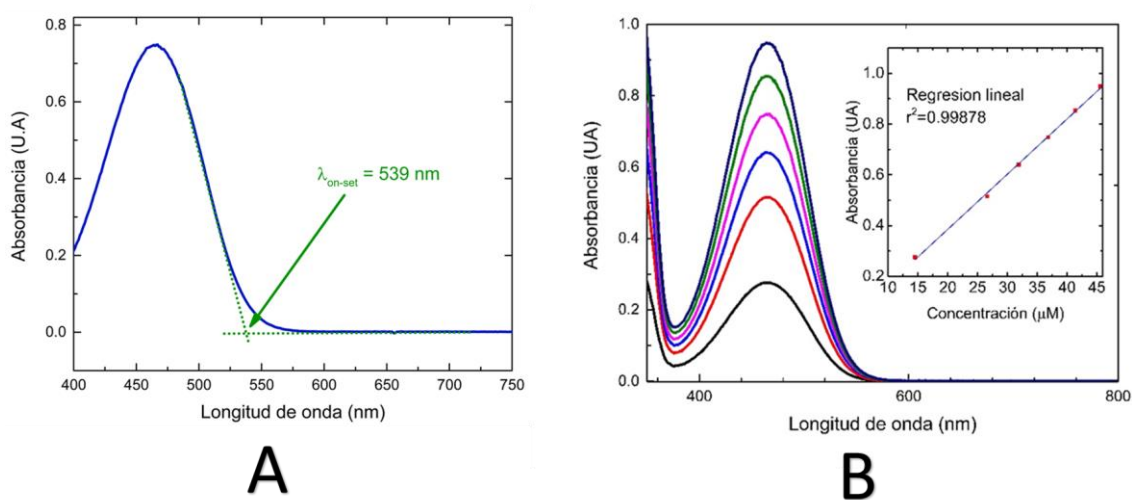 0.8
0.6
0.4
0.2
0.0
Absorbancia (U.A)
λon-set = 539 nm
400 450 500 550 600 650 700 750
Longitud de onda (nm)
A
1.0
0.8
0.6
0.4
0.2
0.0
Absorbancia (UA)
400 600 800
Longitud de onda (nm)
1.0
0.8
0.6
0.4
0.2
Absorbancia (UA)
Regresion lineal
r²=0.99878
10 15 20 25 30 35 40 45
Concentración (μM)
B